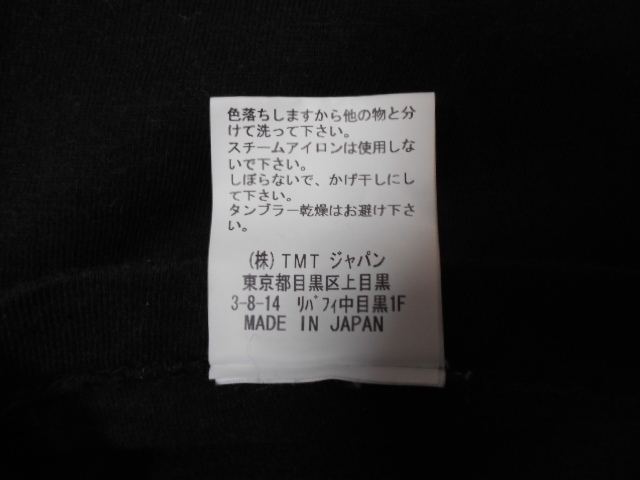 色落ちしますから他の物と分
けて洗って下さい。
スチームアイロンは使用しな
いで下さい。
しぼらないで、かげ干しにし
て下さい。
タンブラー乾燥はお避け下さ
い。
(株)TMT ジャパン
東京都目黒区上目黒
3-8-14 ﾘﾊﾞﾌｨ中目黒1F
MADE IN JAPAN